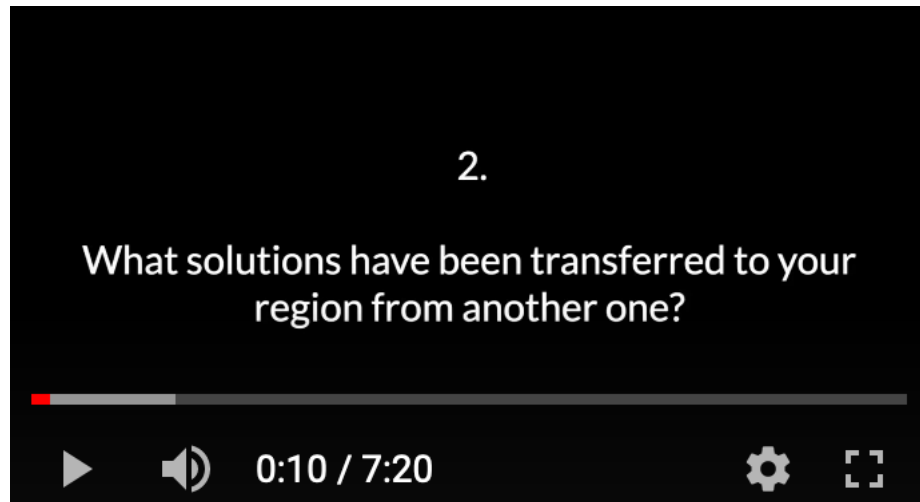 2.
What solutions have been transferred to your
region from another one?
0:10 / 7:20